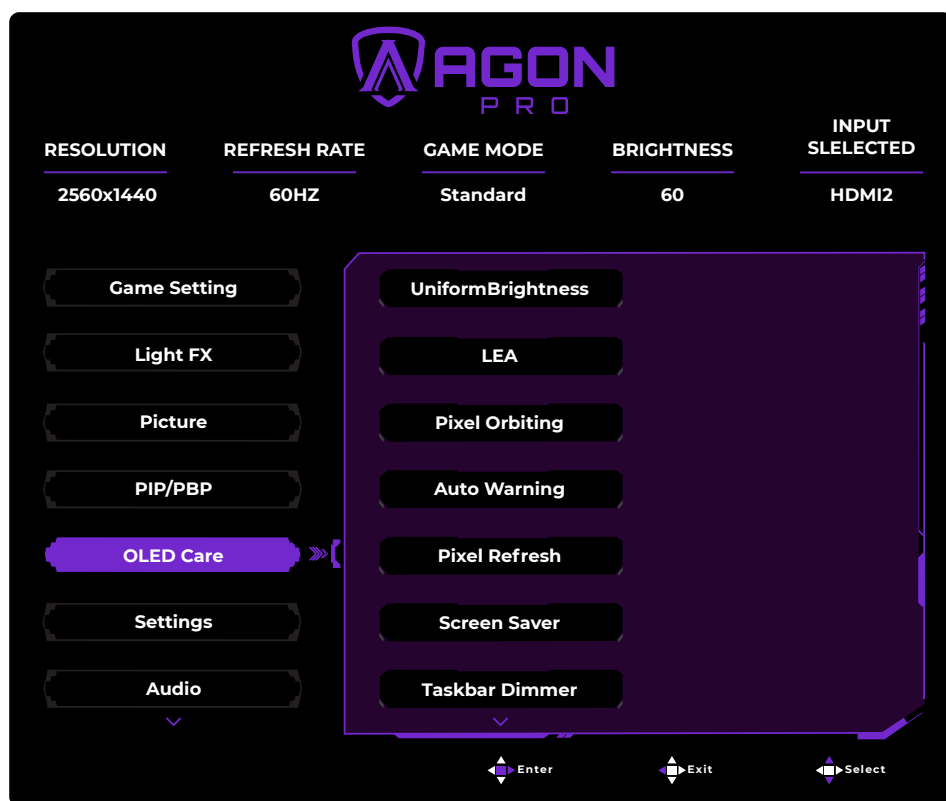 AGON
PRO
RESOLUTION
REFRESH RATE
GAME MODE
BRIGHTNESS
INPUT
SLELECTED
2560x1440
60HZ
Standard
60
HDMI2
Game Setting
Light FX
Picture
PIP/PBP
OLED Care
Settings
Audio
UniformBrightness
LEA
Pixel Orbiting
Auto Warning
Pixel Refresh
Screen Saver
Taskbar Dimmer
Enter
Exit
Select